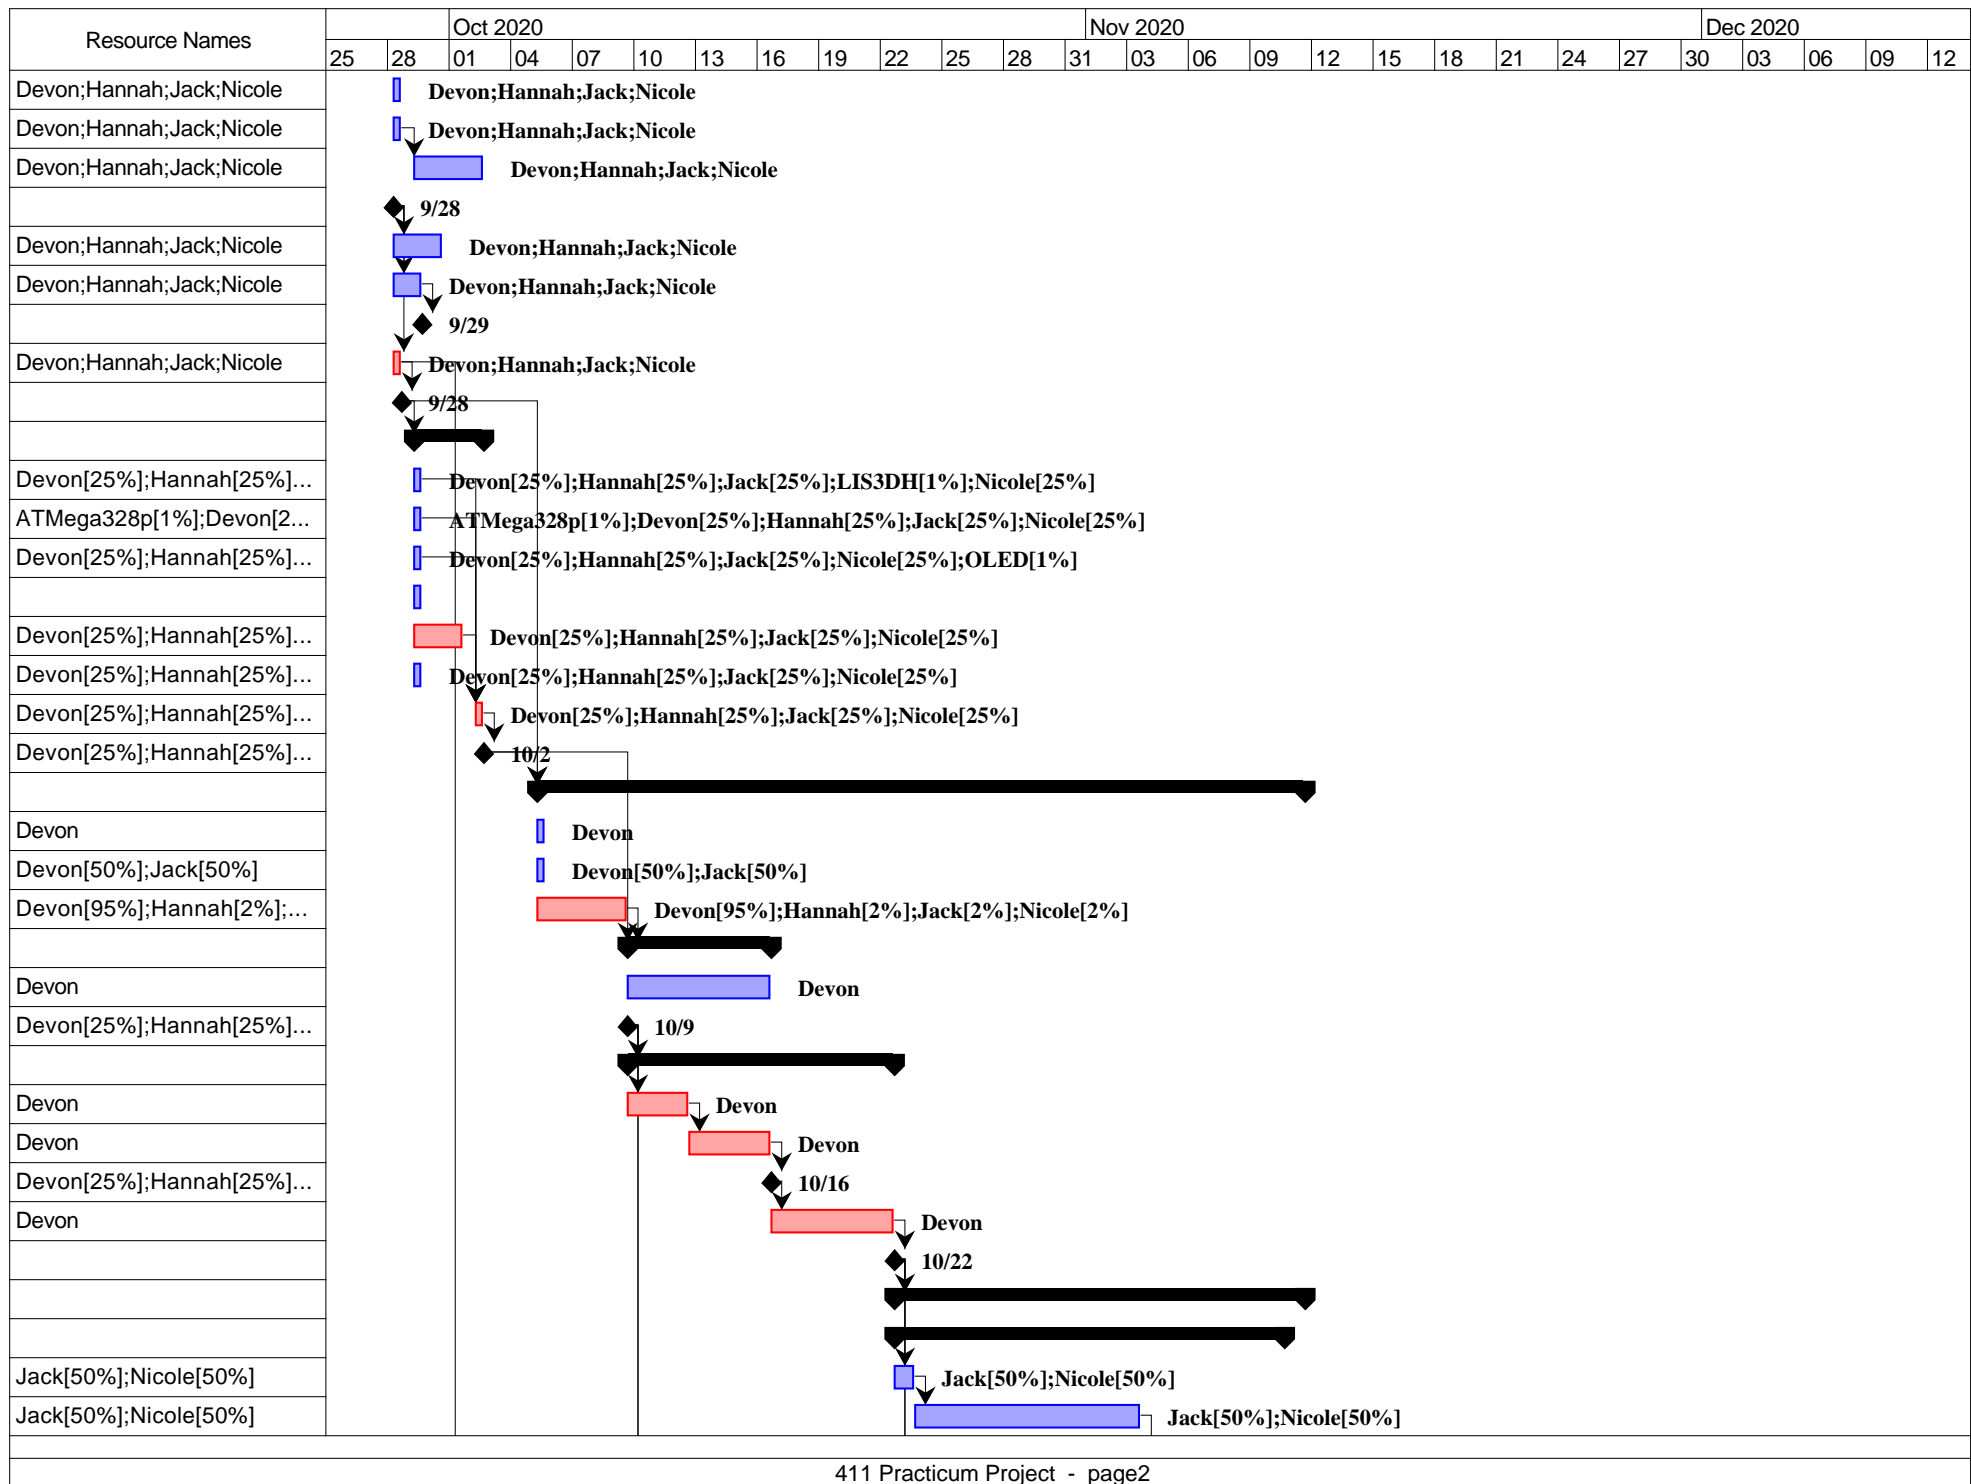 Resource Names
Oct 2020 Nov 2020 Dec 2020
25 28 01 04 07 10 13 16 19 22 25 28 31 03 06 09 12 15 18 21 24 27 30 03 06 09 12
Devon;Hannah;Jack;Nicole Devon;Hannah;Jack;Nicole
Devon;Hannah;Jack;Nicole Devon;Hannah;Jack;Nicole
Devon;Hannah;Jack;Nicole Devon;Hannah;Jack;Nicole
9/28
Devon;Hannah;Jack;Nicole Devon;Hannah;Jack;Nicole
Devon;Hannah;Jack;Nicole Devon;Hannah;Jack;Nicole
9/29
Devon;Hannah;Jack;Nicole Devon;Hannah;Jack;Nicole
9/28
Devon[25%];Hannah[25%]... Devon[25%];Hannah[25%];Jack[25%];LIS3DH[1%];Nicole[25%]
ATMega328p[1%];Devon[2... ATMega328p[1%];Devon[25%];Hannah[25%];Jack[25%];Nicole[25%]
Devon[25%];Hannah[25%]... Devon[25%];Hannah[25%];Jack[25%];Nicole[25%];OLED[1%]
Devon[25%];Hannah[25%]... Devon[25%];Hannah[25%];Jack[25%];Nicole[25%]
Devon[25%];Hannah[25%]... Devon[25%];Hannah[25%];Jack[25%];Nicole[25%]
Devon[25%];Hannah[25%]... Devon[25%];Hannah[25%];Jack[25%];Nicole[25%]
Devon[25%];Hannah[25%]... 10/2
Devon Devon
Devon[50%];Jack[50%] Devon[50%];Jack[50%]
Devon[95%];Hannah[2%];... Devon[95%];Hannah[2%];Jack[2%];Nicole[2%]
Devon Devon
Devon[25%];Hannah[25%]... 10/9
Devon Devon
Devon Devon
Devon[25%];Hannah[25%]... 10/16
Devon Devon
10/22
Jack[50%];Nicole[50%] Jack[50%];Nicole[50%]
Jack[50%];Nicole[50%] Jack[50%];Nicole[50%]
411 Practicum Project - page2